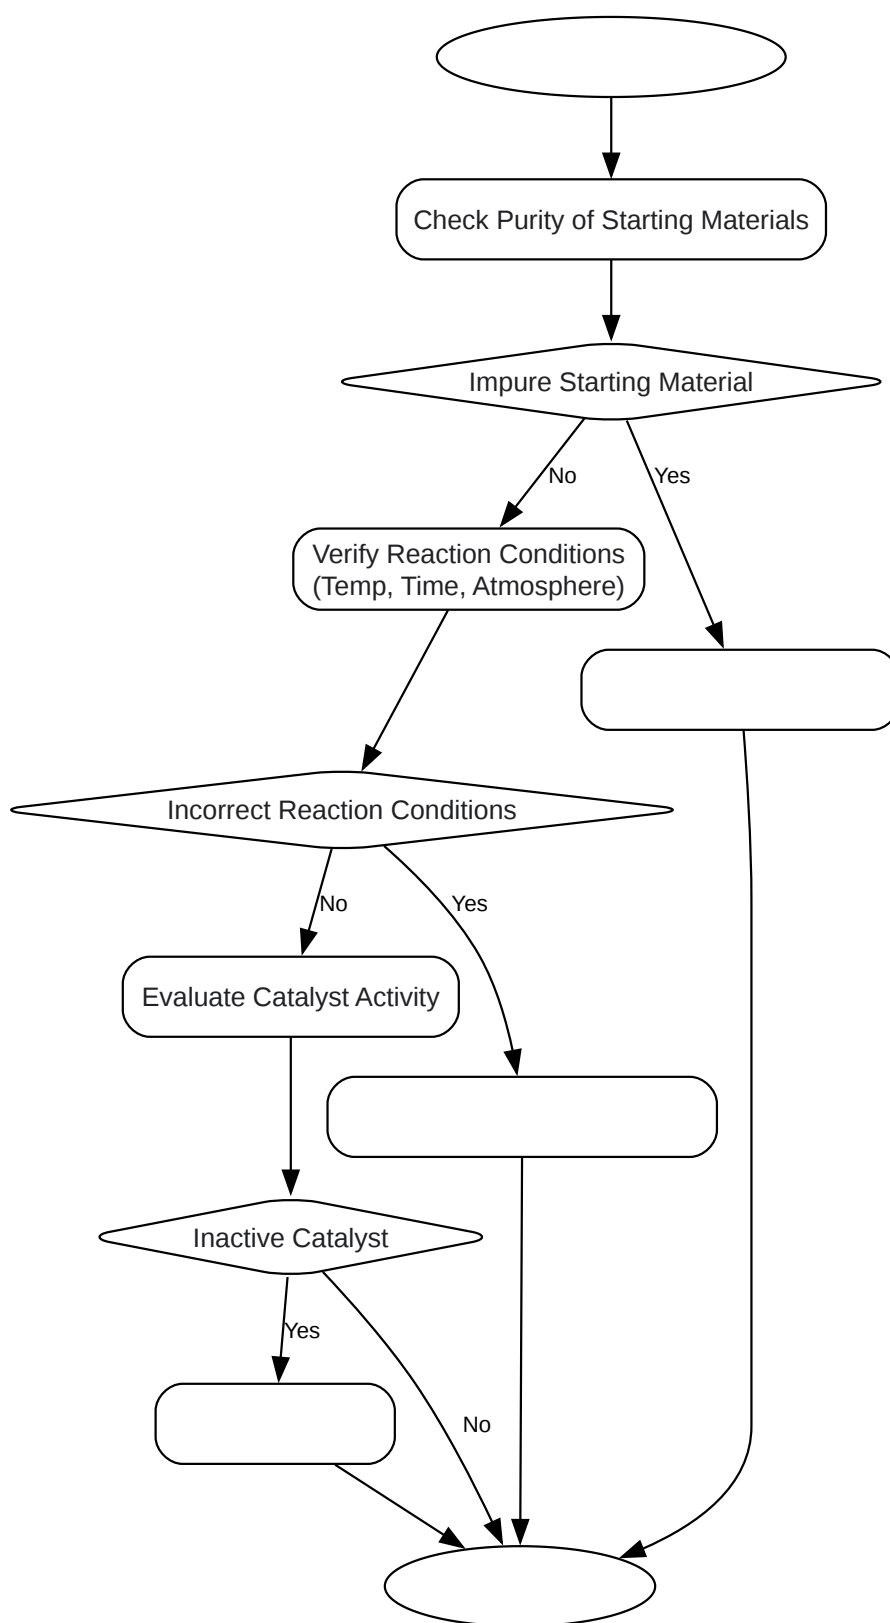 Check Purity of Starting Materials
Impure Starting Material
No
Yes
Verify Reaction Conditions
(Temp, Time, Atmosphere)
Incorrect Reaction Conditions
No
Yes
Evaluate Catalyst Activity
Inactive Catalyst
Yes
No